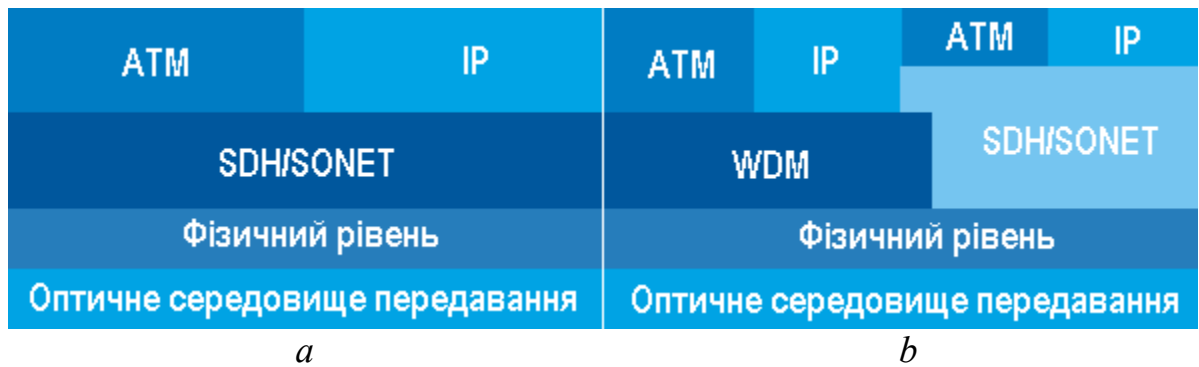 ATM IP
SDH/SONET
Фізичний рівень
Оптичне середовище передавання
a
ATM IP ATM IP
WDM SDH/SONET
Фізичний рівень
Оптичне середовище передавання
b